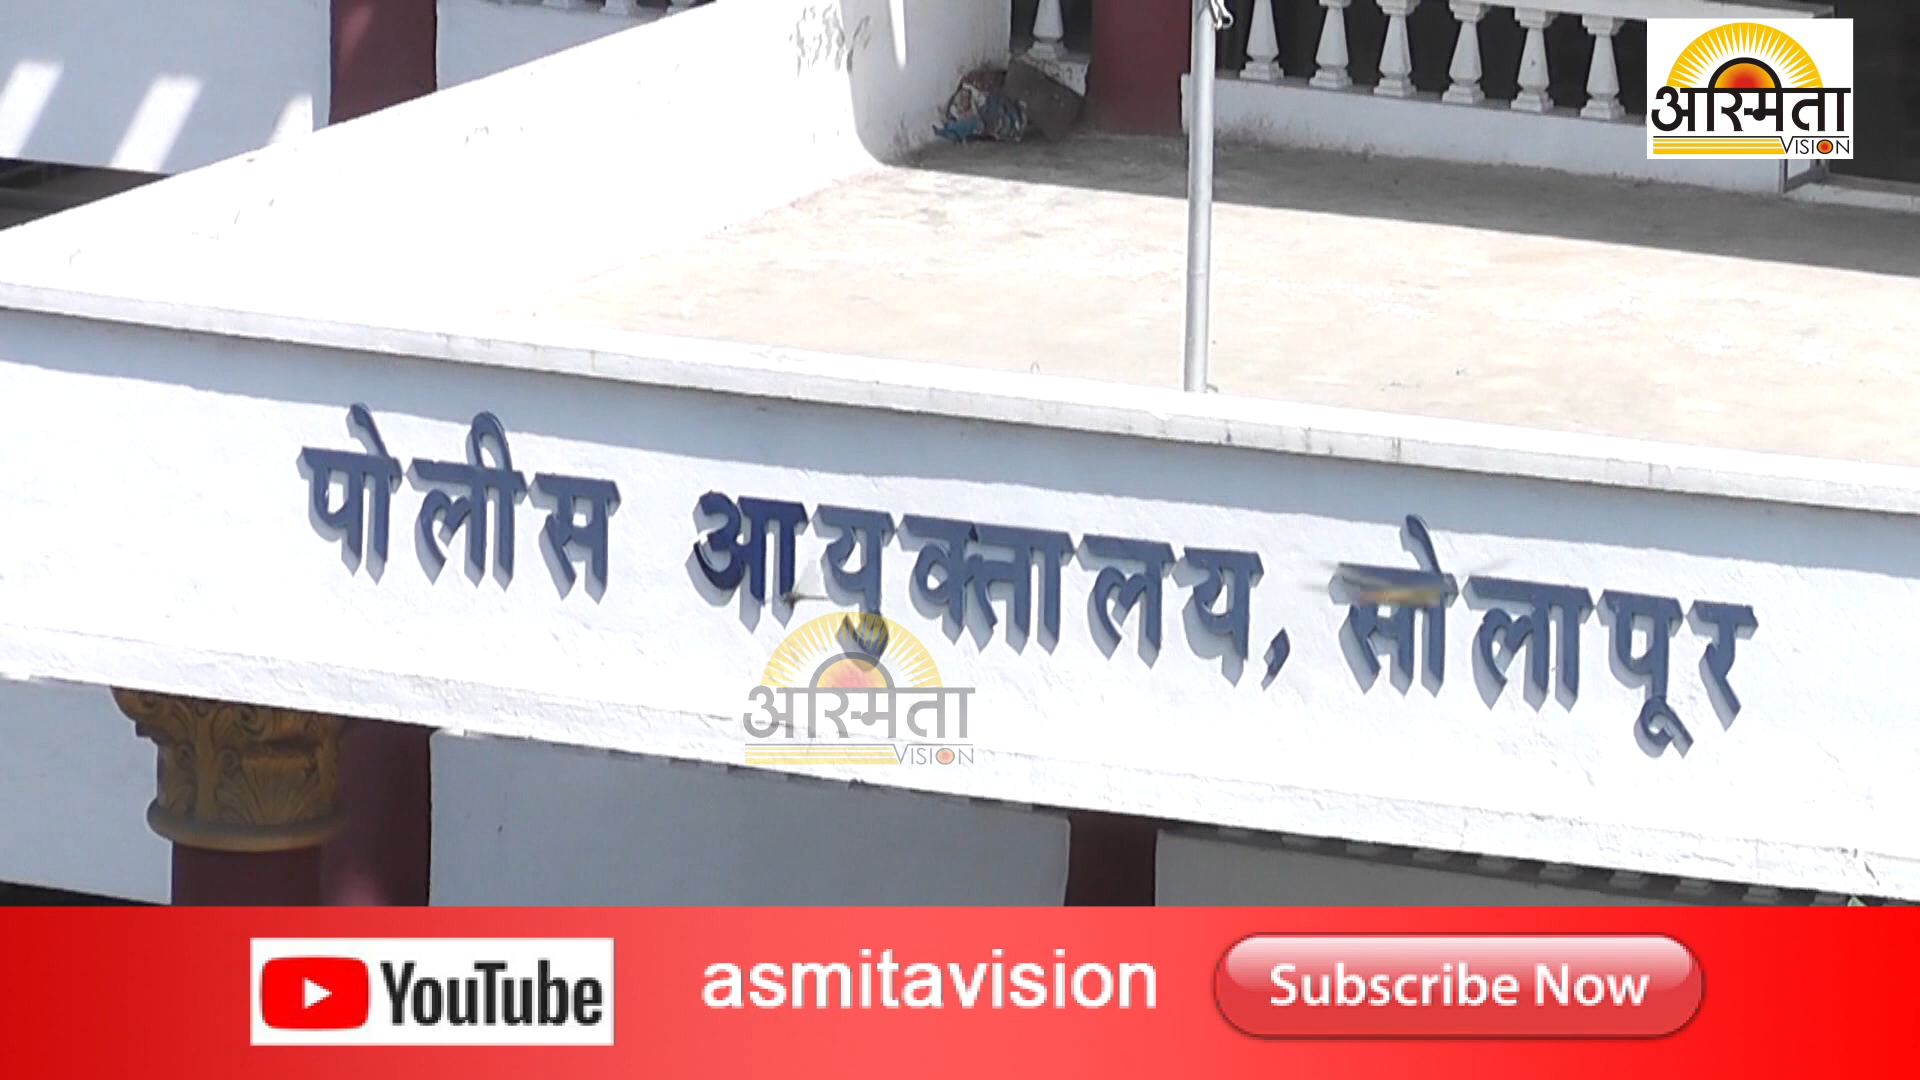 अस्मिता
VISION
पोलीस आयुक्तालय, सोलापूर
अस्मिता
VISION
YouTube asmitavision Subscribe Now